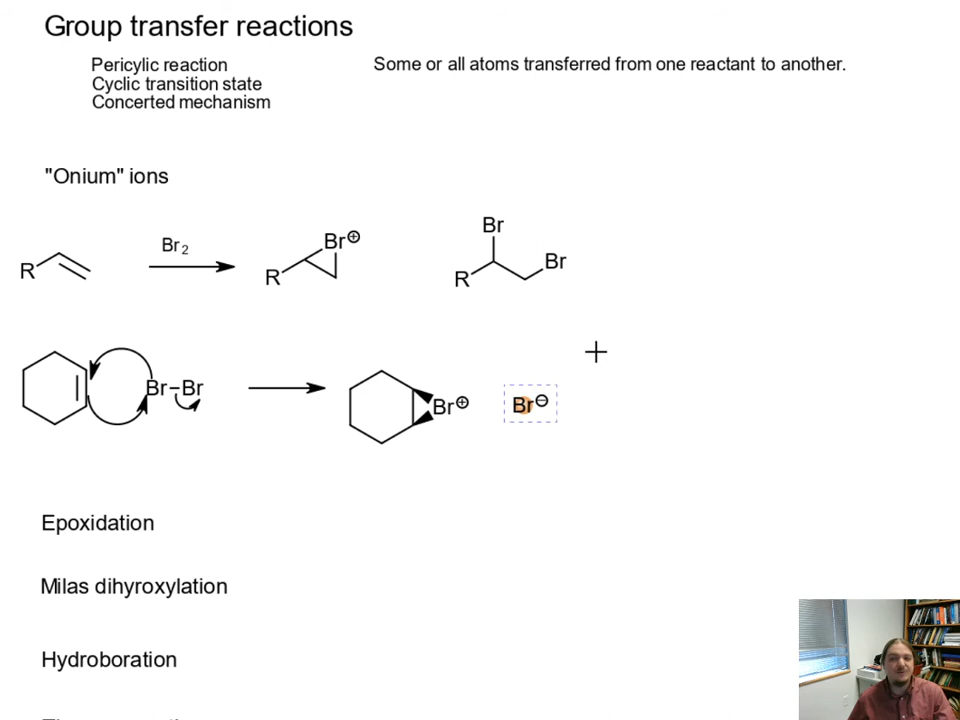 Group transfer reactions
Pericylic reaction
Cyclic transition state
Concerted mechanism
Some or all atoms transferred from one reactant to another.
"Onium" ions
Br
Br2
Br⊕
R
R
R
Br
Br-Br
Br⊕
Br⊖
+
Epoxidation
Milas dihyroxylation
Hydroboration